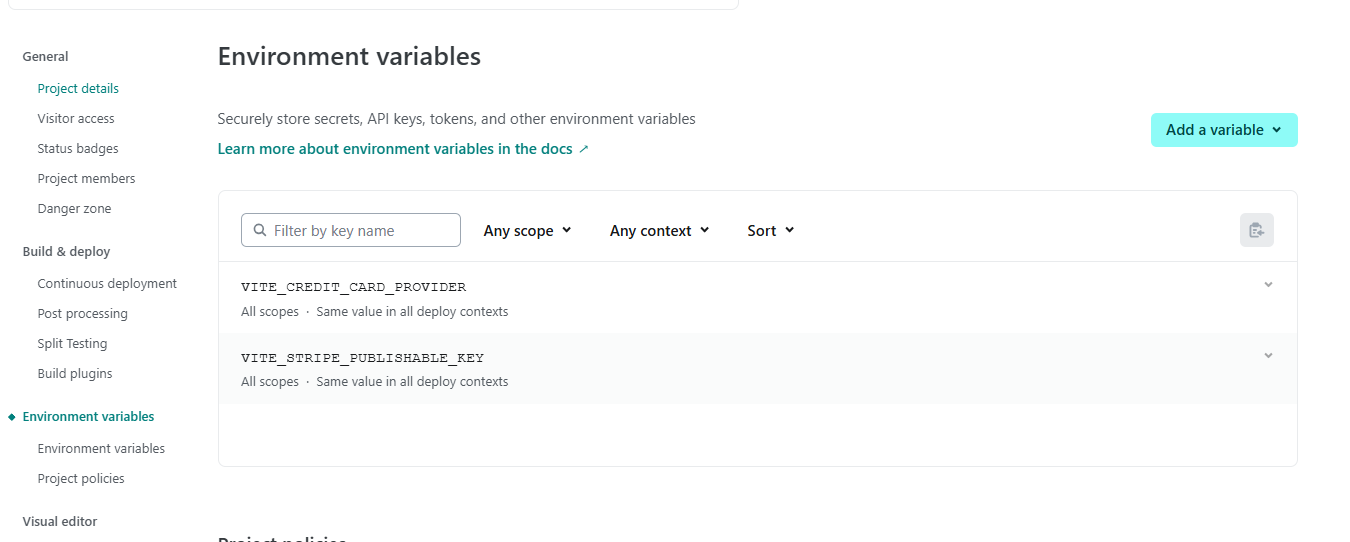 General
Project details
Visitor access
Status badges
Project members
Danger zone
Build & deploy
Continuous deployment
Post processing
Split Testing
Build plugins
Environment variables
Environment variables
Project policies
Visual editor
Environment variables
Securely store secrets, API keys, tokens, and other environment variables
Learn more about environment variables in the docs ↗
Add a variable
Filter by key name
Any scope
Any context
Sort
VITE_CREDIT_CARD_PROVIDER
All scopes · Same value in all deploy contexts
VITE_STRIPE_PUBLISHABLE_KEY
All scopes · Same value in all deploy contexts
Project policies